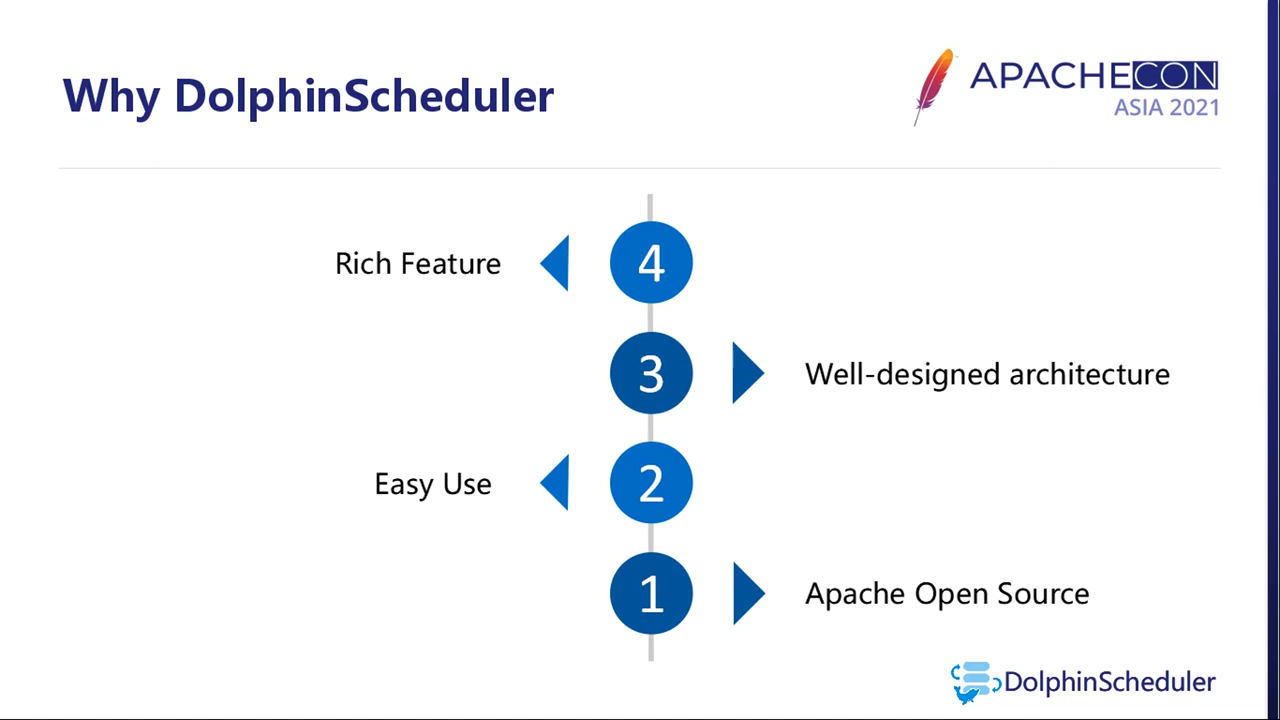 Why DolphinScheduler
APACHECON
ASIA 2021
Rich Feature
4
3
Well-designed architecture
Easy Use
2
1
Apache Open Source
DolphinScheduler